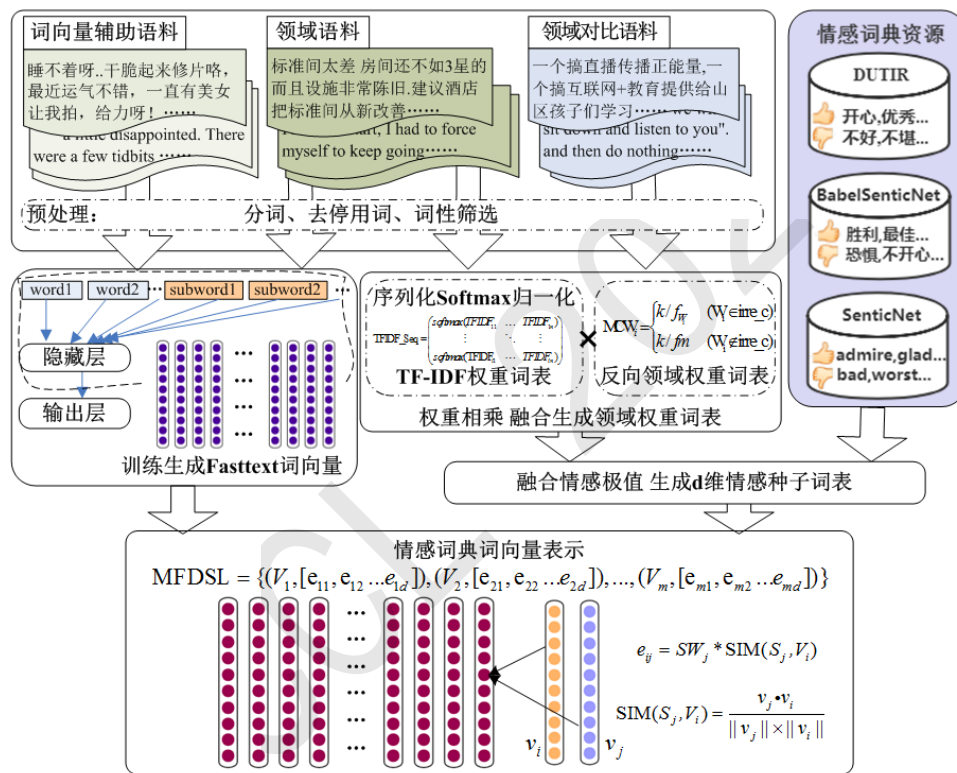 词向量辅助语料
睡不着呀..干脆起来修片咯，
最近运气不错，一直有美女
让我拍，给力呀！……
a little disappointed. There
were a few tidbits ……
领域语料
标准间太差 房间还不如3星的
而且设施非常陈旧.建议酒店
把标准间从新改善……
I had to force
myself to keep going……
领域对比语料
一个搞直播传播正能量,一
个搞互联网+教育提供给山
区孩子们学习……
sit down and listen to you".
and then do nothing……
预处理： 分词、去停用词、词性筛选
情感词典资源
DUTIR
开心,优秀...
不好,不堪...
BabelSenticNet
胜利,最佳...
恐惧,不开心...
SenticNet
admire,glad...
bad,worst...
word1 word2 … subword1 subword2 …
隐藏层
输出层
…
…
…
…
训练生成Fasttext词向量
序列化Softmax归一化
TF-IDF权重词表
×
反向领域权重词表
权重相乘 融合生成领域权重词表
融合情感极值 生成d维情感种子词表
情感词典词向量表示
MFDSL = {(V₁,[e₁₁,e₁₂ ...e₁d]),(V₂,[e₂₁,e₂₂ ...e₂d]),...,(Vₘ,[eₘ₁,eₘ₂ ...eₘd])}
…
…
…
…
…
vᵢ vⱼ
eᵢⱼ = SWⱼ * SIM(Sⱼ,Vᵢ)
SIM(Sⱼ,Vᵢ) = vⱼ•vᵢ / || vⱼ || × || vᵢ ||